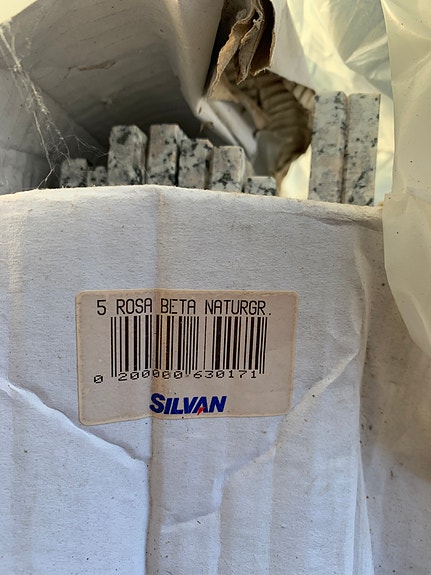 5 ROSA BETA NATURGR.
0 200000 630171
SILVAN